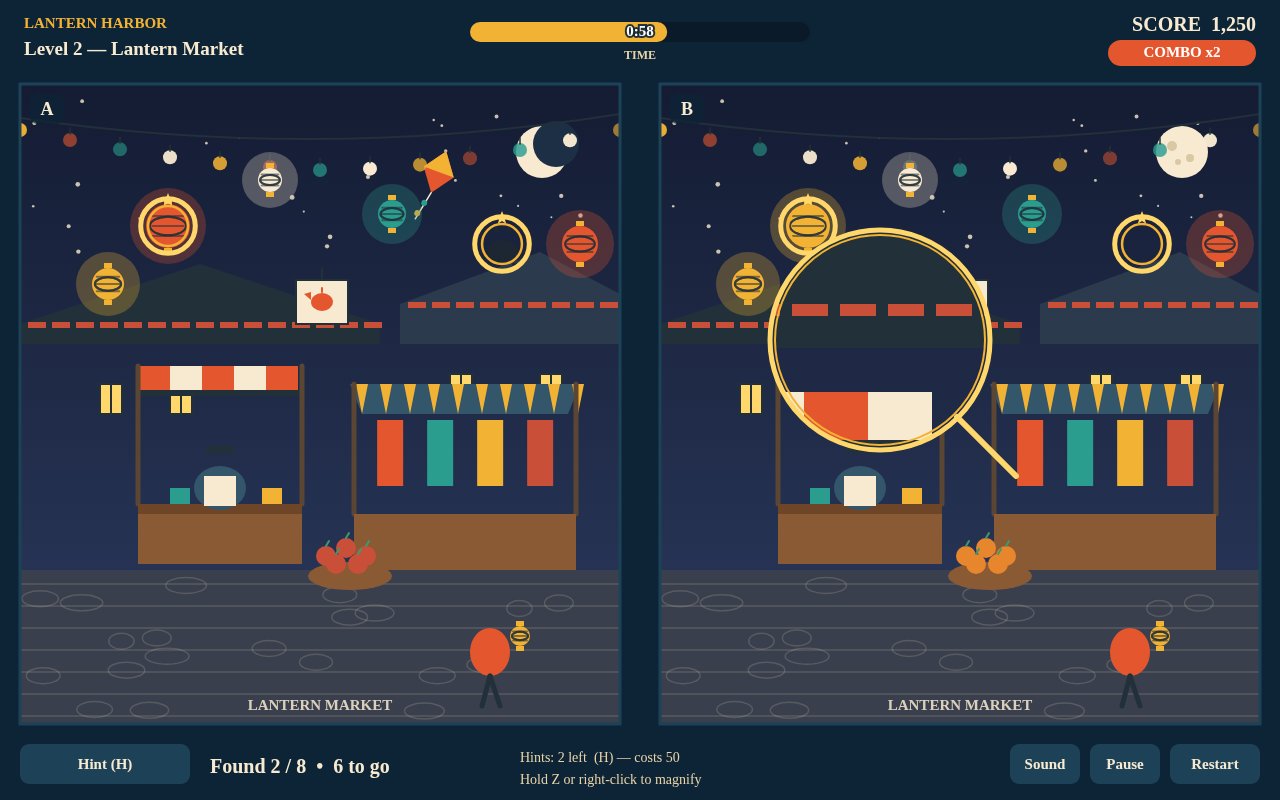 LANTERN HARBOR
Level 2 — Lantern Market
0:58
TIME
SCORE 1,250
COMBO x2
A
B
LANTERN MARKET
LANTERN MARKET
Hint (H)
Found 2 / 8 • 6 to go
Hints: 2 left (H) — costs 50
Hold Z or right-click to magnify
Sound
Pause
Restart